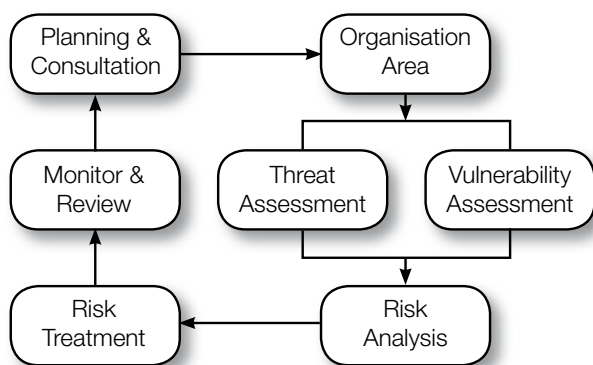 Planning &
Consultation
Organisation
Area
Threat
Assessment
Vulnerability
Assessment
Monitor &
Review
Risk
Treatment
Risk
Analysis